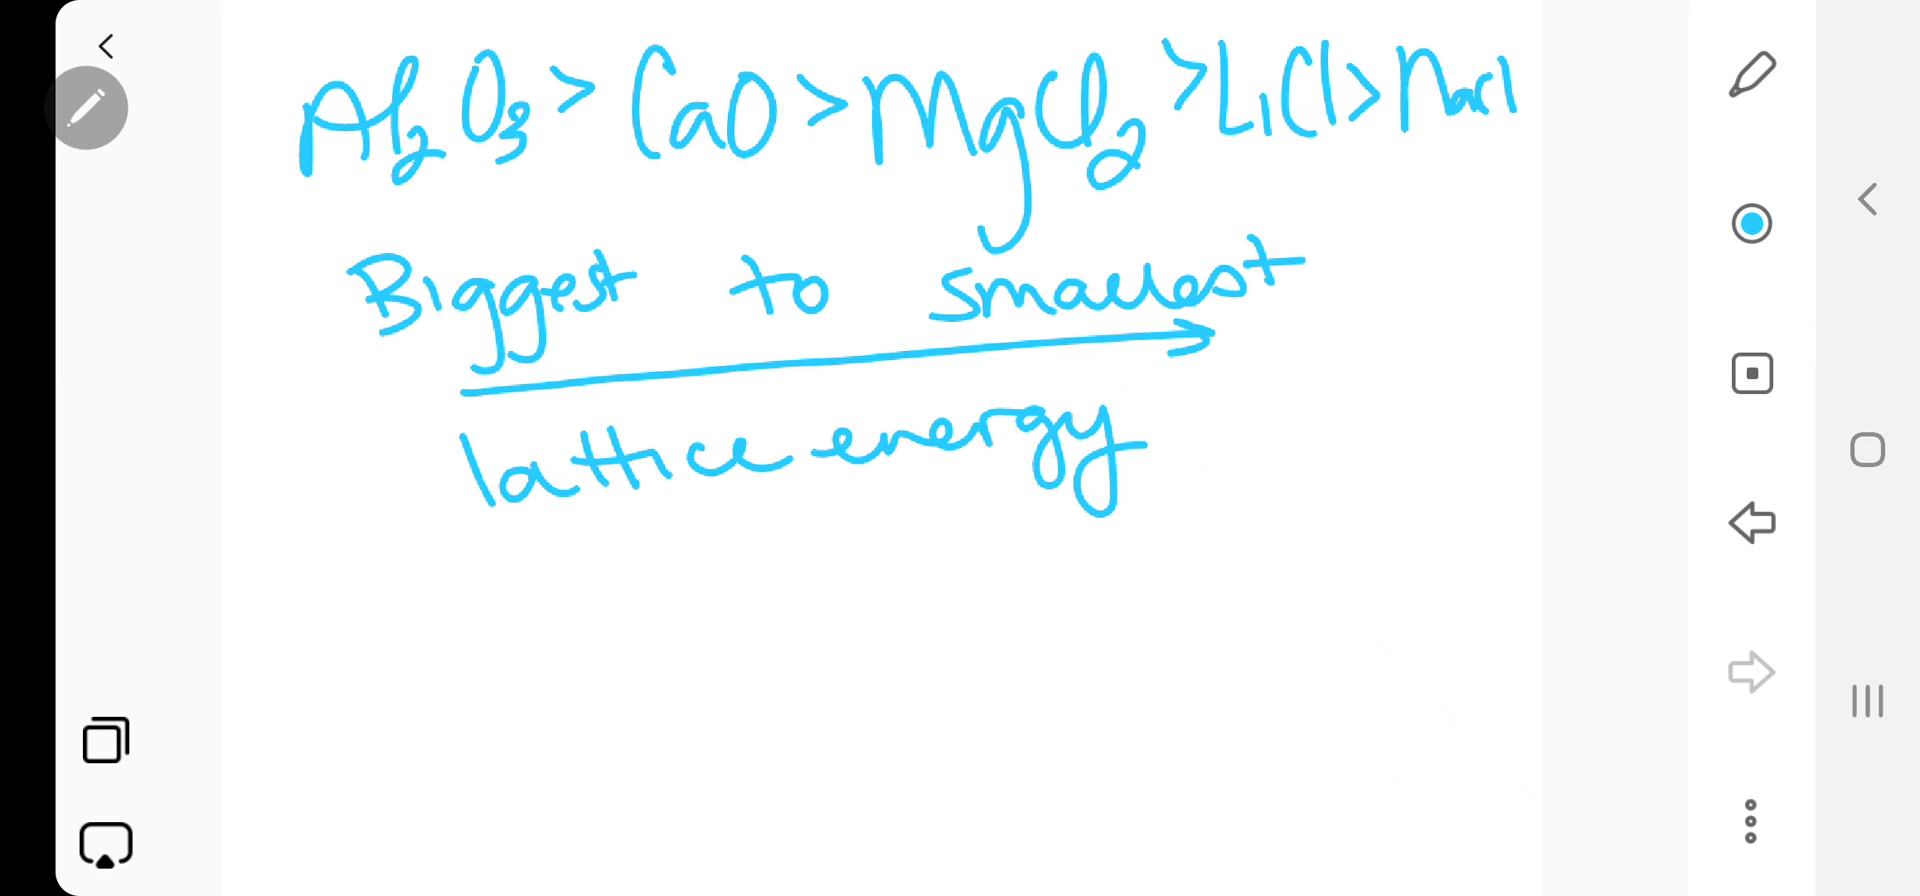 Al₂O₃ > CaO > MgCl₂ > LiCl > Nacl
Biggest to smallest
lattice energy